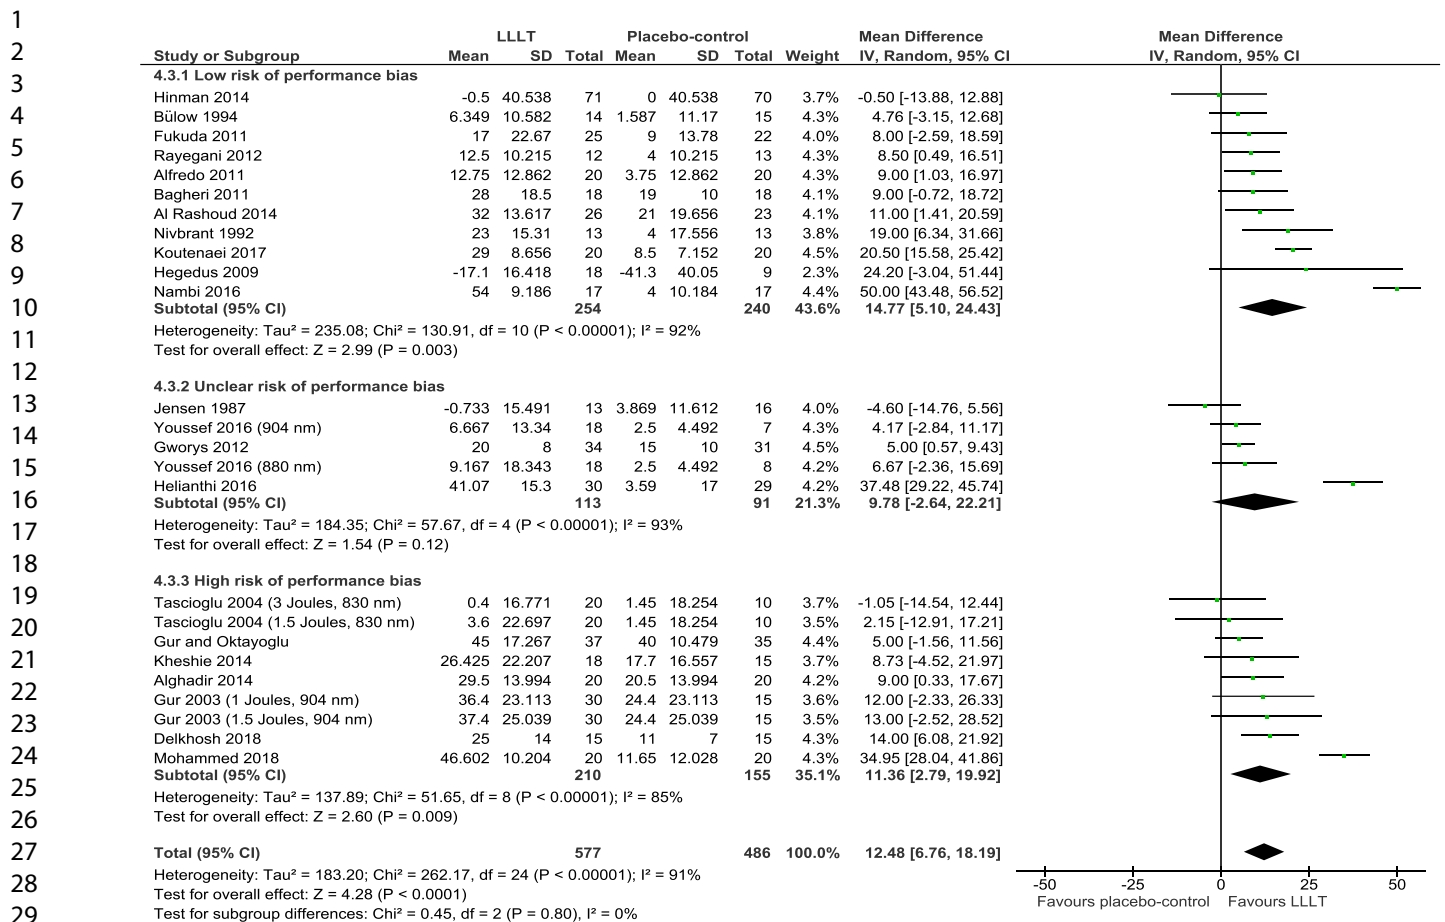 1
LLLT Placebo-control Mean Difference Mean Difference
2
Study or Subgroup Mean SD Total Mean SD Total Weight IV, Random, 95% CI IV, Random, 95% CI
4.3.1 Low risk of performance bias
3
Hinman 2014 -0.5 40.538 71 0 40.538 70 3.7% -0.50 [-13.88, 12.88]
4
Bülow 1994 6.349 10.582 14 1.587 11.17 15 4.3% 4.76 [-3.15, 12.68]
Fukuda 2011 17 22.67 25 9 13.78 22 4.0% 8.00 [-2.59, 18.59]
5
Rayegani 2012 12.5 10.215 12 4 10.215 13 4.3% 8.50 [0.49, 16.51]
Alfredo 2011 12.75 12.862 20 3.75 12.862 20 4.3% 9.00 [1.03, 16.97]
6
Bagheri 2011 28 18.5 18 19 10 18 4.1% 9.00 [-0.72, 18.72]
7
Al Rashoud 2014 32 13.617 26 21 19.656 23 4.1% 11.00 [1.41, 20.59]
Nivbrant 1992 23 15.31 13 4 17.556 13 3.8% 19.00 [6.34, 31.66]
8
Koutenaei 2017 29 8.656 20 8.5 7.152 20 4.5% 20.50 [15.58, 25.42]
9
Hegedus 2009 -17.1 16.418 18 -41.3 40.05 9 2.3% 24.20 [-3.04, 51.44]
Nambi 2016 54 9.186 17 4 10.184 17 4.4% 50.00 [43.48, 56.52]
10
Subtotal (95% CI) 254 240 43.6% 14.77 [5.10, 24.43]
Heterogeneity: Tau² = 235.08; Chi² = 130.91, df = 10 (P < 0.00001); I² = 92%
11
Test for overall effect: Z = 2.99 (P = 0.003)
12
4.3.2 Unclear risk of performance bias
13
Jensen 1987 -0.733 15.491 13 3.869 11.612 16 4.0% -4.60 [-14.76, 5.56]
Youssef 2016 (904 nm) 6.667 13.34 18 2.5 4.492 7 4.3% 4.17 [-2.84, 11.17]
14
Gworys 2012 20 8 34 15 10 31 4.5% 5.00 [0.57, 9.43]
15
Youssef 2016 (880 nm) 9.167 18.343 18 2.5 4.492 8 4.2% 6.67 [-2.36, 15.69]
Helianthi 2016 41.07 15.3 30 3.59 17 29 4.2% 37.48 [29.22, 45.74]
16
Subtotal (95% CI) 113 91 21.3% 9.78 [-2.64, 22.21]
17
Heterogeneity: Tau² = 184.35; Chi² = 57.67, df = 4 (P < 0.00001); I² = 93%
Test for overall effect: Z = 1.54 (P = 0.12)
18
4.3.3 High risk of performance bias
19
Tascioglu 2004 (3 Joules, 830 nm) 0.4 16.771 20 1.45 18.254 10 3.7% -1.05 [-14.54, 12.44]
20
Tascioglu 2004 (1.5 Joules, 830 nm) 3.6 22.697 20 1.45 18.254 10 3.5% 2.15 [-12.91, 17.21]
Gur and Oktayoglu 45 17.267 37 40 10.479 35 4.4% 5.00 [-1.56, 11.56]
21
Kheshie 2014 26.425 22.207 18 17.7 16.557 15 3.7% 8.73 [-4.52, 21.97]
Alghadir 2014 29.5 13.994 20 20.5 13.994 20 4.2% 9.00 [0.33, 17.67]
22
Gur 2003 (1 Joules, 904 nm) 36.4 23.113 30 24.4 23.113 15 3.6% 12.00 [-2.33, 26.33]
23
Gur 2003 (1.5 Joules, 904 nm) 37.4 25.039 30 24.4 25.039 15 3.5% 13.00 [-2.52, 28.52]
Delkhosh 2018 25 14 15 11 7 15 4.3% 14.00 [6.08, 21.92]
24
Mohammed 2018 46.602 10.204 20 11.65 12.028 20 4.3% 34.95 [28.04, 41.86]
Subtotal (95% CI) 210 155 35.1% 11.36 [2.79, 19.92]
25
Heterogeneity: Tau² = 137.89; Chi² = 51.65, df = 8 (P < 0.00001); I² = 85%
26
Test for overall effect: Z = 2.60 (P = 0.009)
27
Total (95% CI) 577 486 100.0% 12.48 [6.76, 18.19]
Heterogeneity: Tau² = 183.20; Chi² = 262.17, df = 24 (P < 0.00001); I² = 91%
28
-50 -25 0 25 50
Test for overall effect: Z = 4.28 (P < 0.0001)
Favours placebo-control Favours LLLT
29
Test for subgroup differences: Chi² = 0.45, df = 2 (P = 0.80), I² = 0%